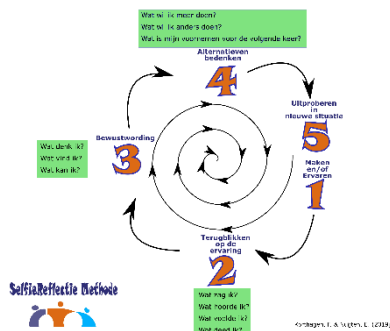 Wat wil ik meer doen?
Wat wil ik anders doen?
Wat is mijn voornemen voor de volgende keer?
Alternatieven
bedenken
4
Uitproberen
in
nieuwe situatie
5
Bewustwording
3
Wat denk ik?
Wat vind ik?
Wat kan ik?
Maken
en/of
Ervaren
1
Terugblikken
op de
ervaring
2
Wat zag ik?
Wat hoorde ik?
Wat voelde ik?
Wat deed ik?
SelfieReflectie Methode
Korthagen, F. &